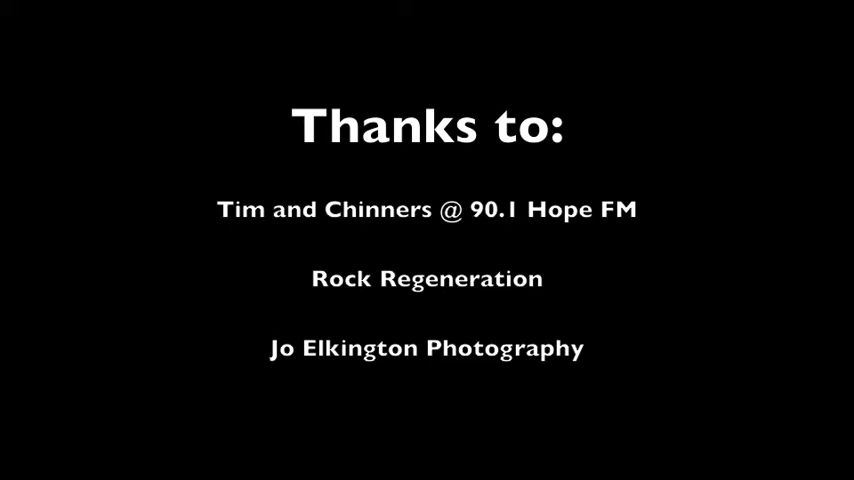 Thanks to:
Tim and Chinners @ 90.1 Hope FM
Rock Regeneration
Jo Elkington Photography